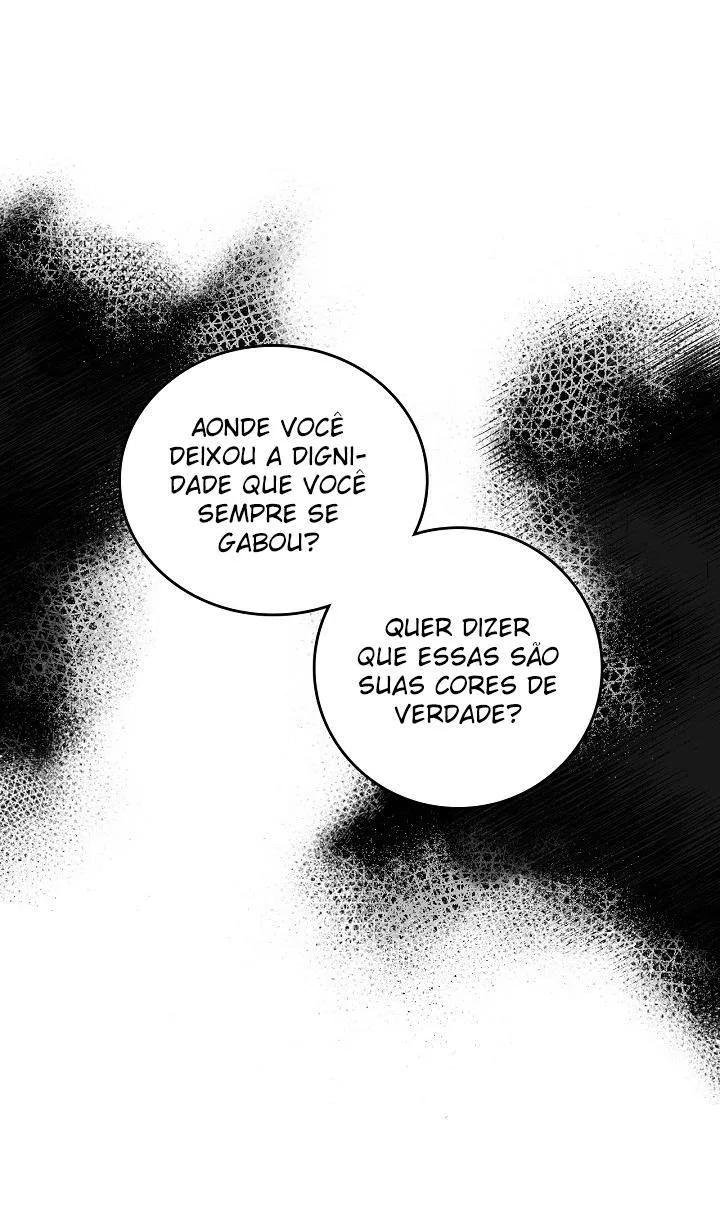 AONDE VOCÊ
DEIXOU A DIGNI-
DADE QUE VOCÊ
SEMPRE SE
GABOU?
QUER DIZER
QUE ESSAS SÃO
SUAS CORES DE
VERDADE?